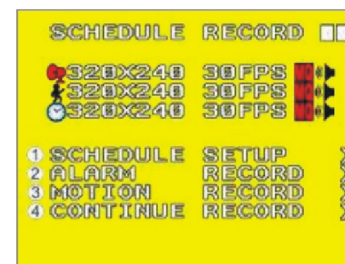 SCHEDULE RECORD
320X240 30FPS
320X240 30FPS
320X240 30FPS
1 SCHEDULE SETUP
2 ALARM RECORD
3 MOTION RECORD
4 CONTINUE RECORD